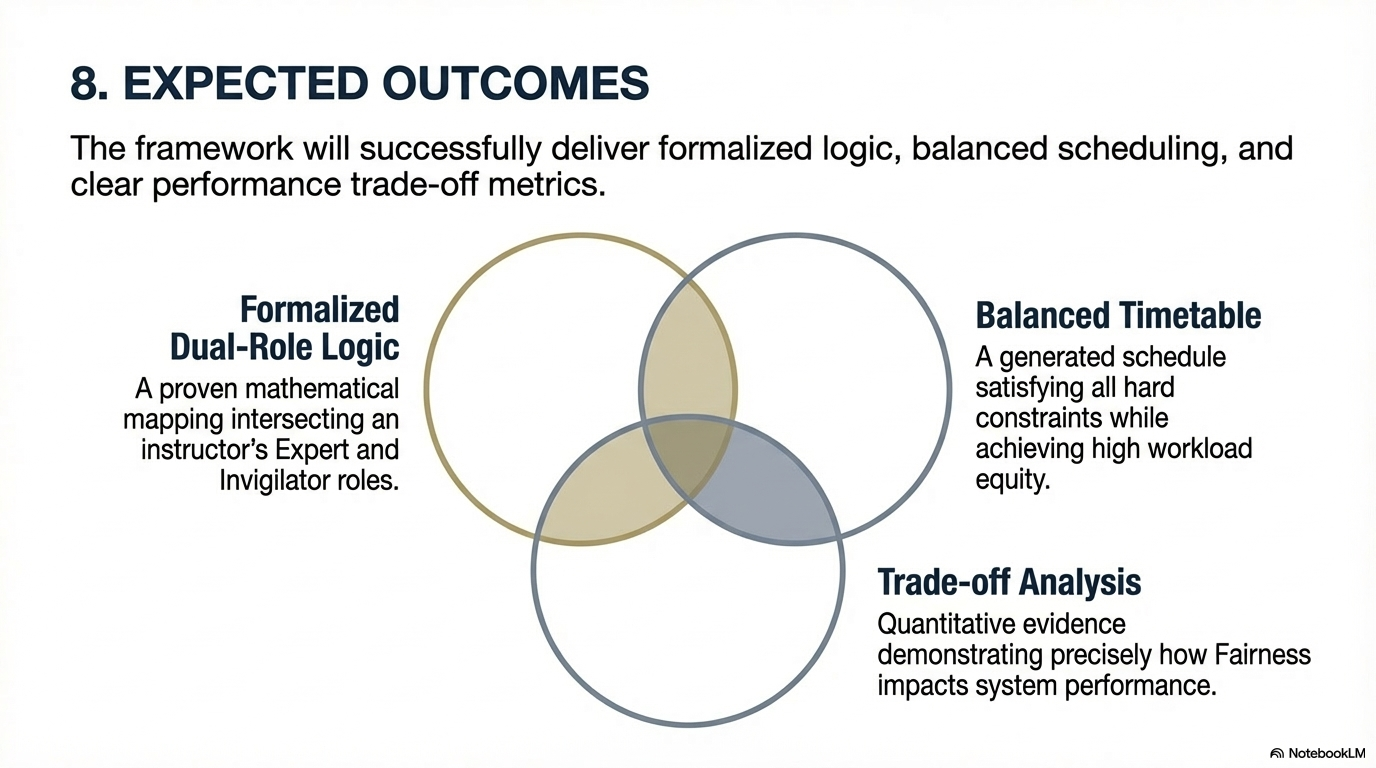 8. EXPECTED OUTCOMES
The framework will successfully deliver formalized logic, balanced scheduling, and
clear performance trade-off metrics.
Formalized
Dual-Role Logic
A proven mathematical
mapping intersecting an
instructor's Expert and
Invigilator roles.
Balanced Timetable
A generated schedule
satisfying all hard
constraints while
achieving high workload
equity.
Trade-off Analysis
Quantitative evidence
demonstrating precisely how Fairness
impacts system performance.
NotebookLM